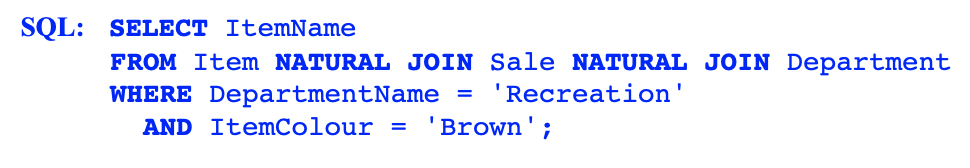 SQL: SELECT ItemName
FROM Item NATURAL JOIN Sale NATURAL JOIN Department
WHERE DepartmentName = 'Recreation'
AND ItemColour = 'Brown';